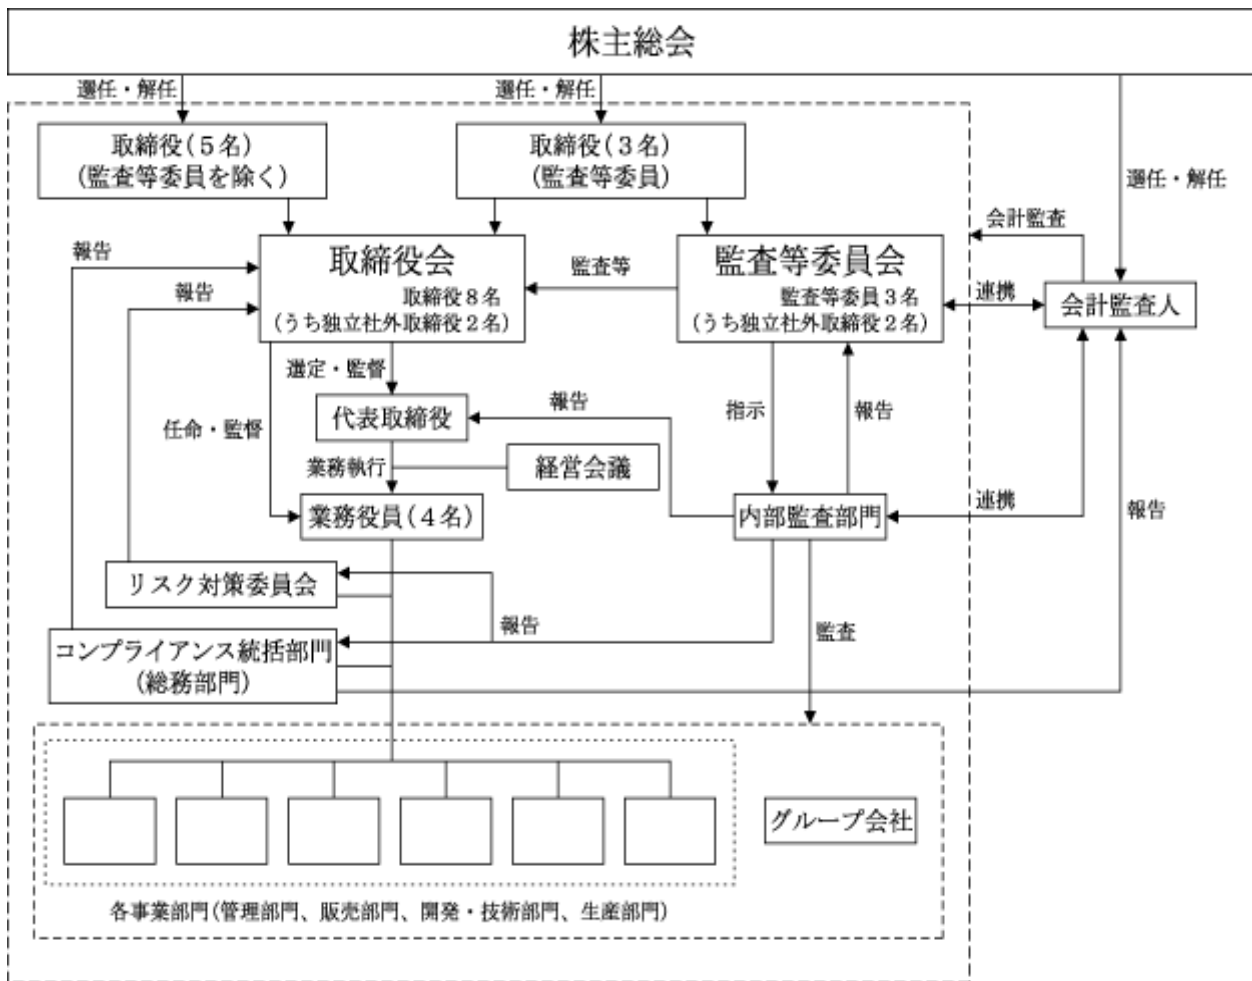 株主総会
選任・解任
選任・解任
取締役(5名)
(監査等委員を除く)
取締役(3名)
(監査等委員)
選任・解任
会計監査
報告
取締役会
取締役8名
(うち独立社外取締役2名)
監査等
監査等委員会
監査等委員3名
(うち独立社外取締役2名)
連携
会計監査人
報告
選定・監督
代表取締役
報告
指示
報告
任命・監督
業務執行
経営会議
業務役員(4名)
内部監査部門
連携
報告
リスク対策委員会
報告
監査
コンプライアンス統括部門
(総務部門)
グループ会社
各事業部門(管理部門、販売部門、開発・技術部門、生産部門)